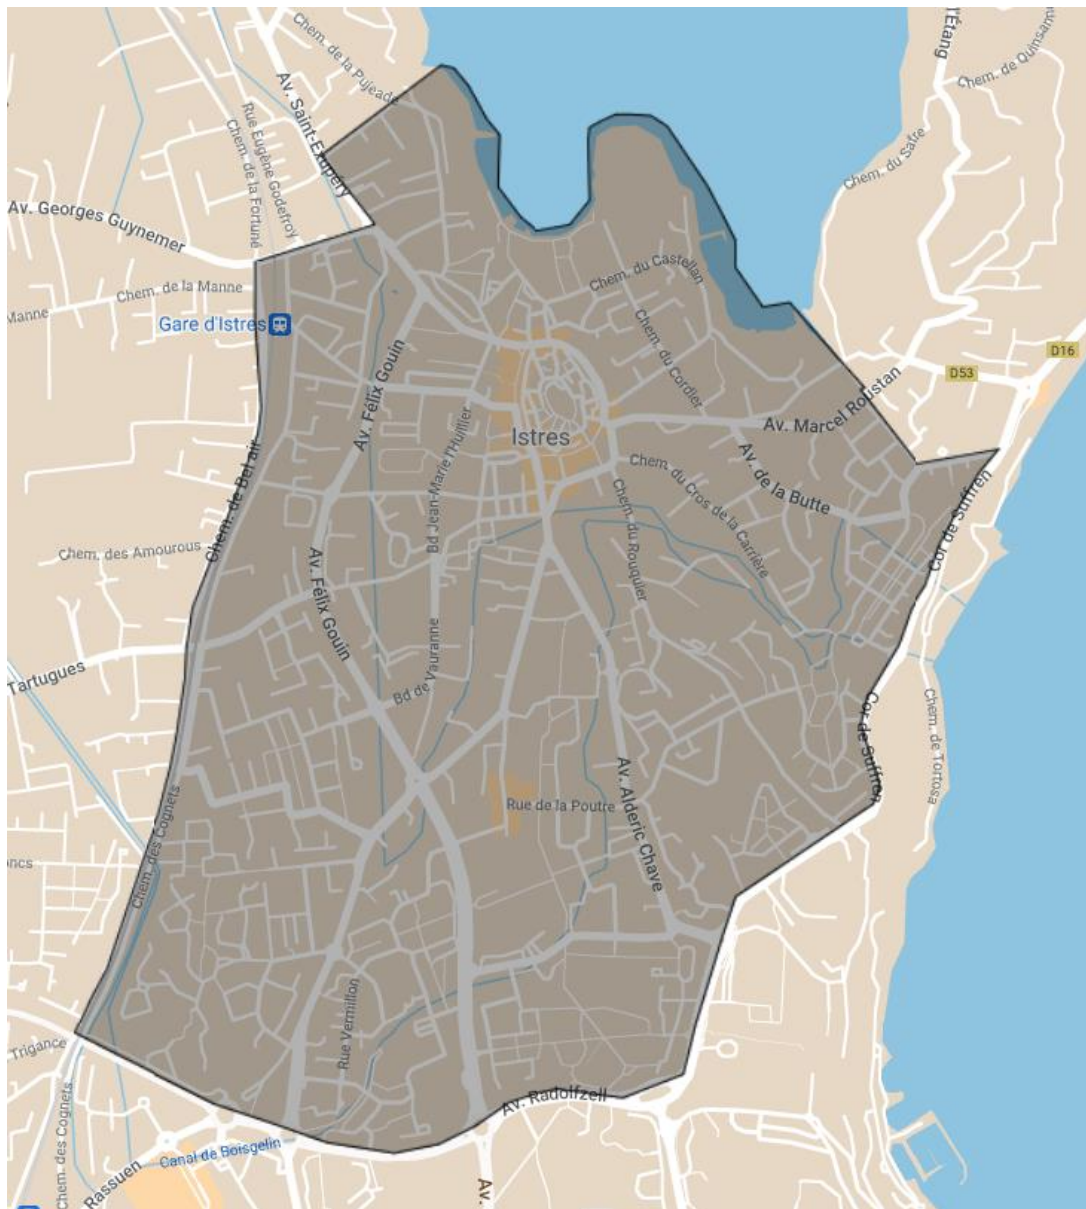 l'Étang
Chem. de Quinsane
Chem. de la Pujeade
Av. Saint-Exupéry
Rue Eugène Godefroy
Chem. de la Fortune
Chem. du Safre
Av. Georges Guynemer
Chem. du Castellan
Chem. de la Manne
Manne
Gare d'Istres
Chem. du Cordier
D16
D53
Av. Félix Gouin
Av. Marcel Roustan
Istres
Bd Jean-Marie l'Huillier
Chem. du Cros de la Carrière
Av. de la Butte
Chem. de Bel air
Chem. du Rouquier
Cor de Suffren
Chem. des Amourous
Av. Félix Gouin
Bd de Vauranne
Tartugues
Cor de Suffren
Chem. de Tortosa
Av. Alderic Chave
Rue de la Poutre
Chem. des Cognets
ncs
Rue Vermillon
Trigance
Av. Radolfzell
Chem. des Cognets
Canal de Boisgelin
Rassuen
Av.